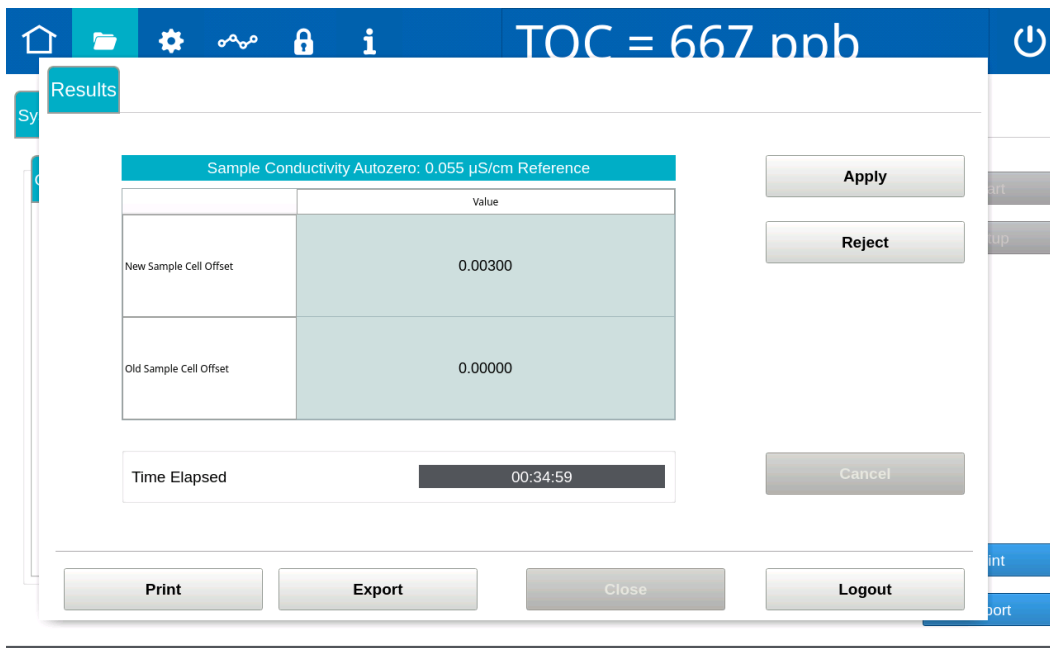 TOC = 667 ppb
Results
Sy
Sample Conductivity Autozero: 0.055 µS/cm Reference
Value
New Sample Cell Offset
0.00300
Old Sample Cell Offset
0.00000
Time Elapsed
00:34:59
Apply
Reject
Cancel
Print
Export
Close
Logout